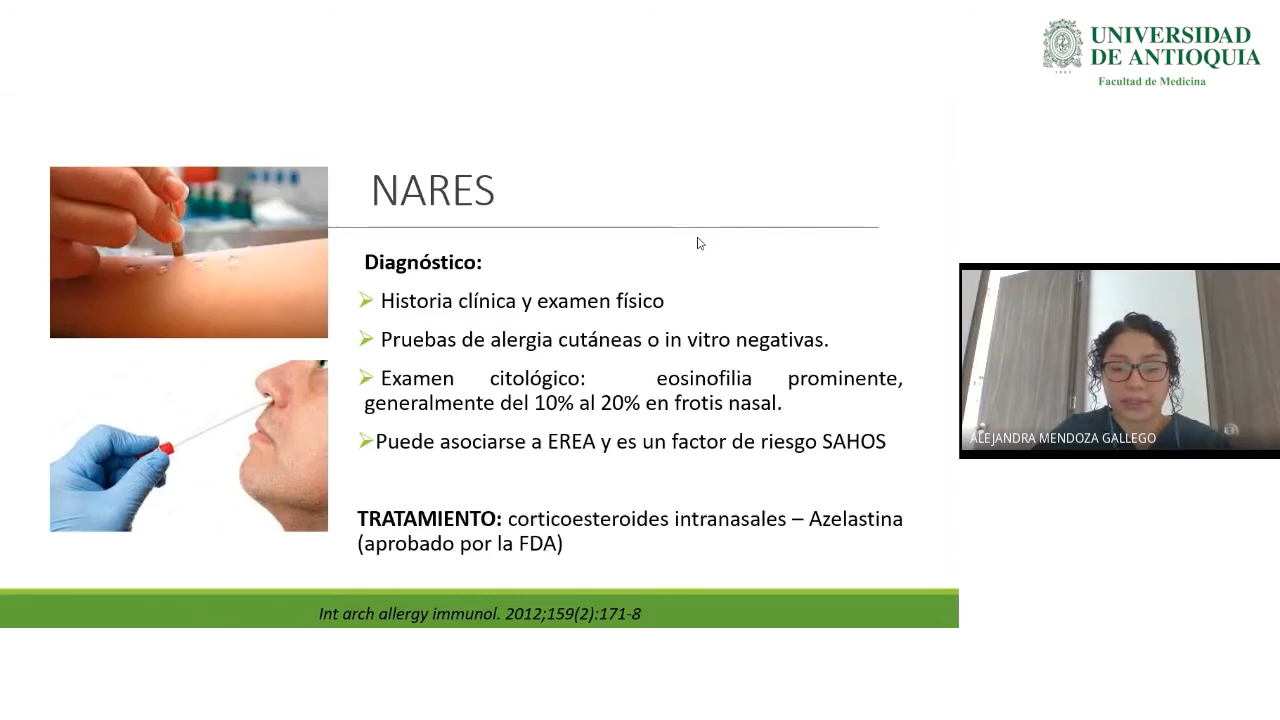 UNIVERSIDAD
DE ANTIOQUIA
1803
Facultad de Medicina
NARES
Diagnóstico:
Historia clínica y examen físico
Pruebas de alergia cutáneas o in vitro negativas.
Examen citológico: eosinofilia prominente,
generalmente del 10% al 20% en frotis nasal.
Puede asociarse a EREA y es un factor de riesgo SAHOS
TRATAMIENTO: corticoesteroides intranasales – Azelastina
(aprobado por la FDA)
Int arch allergy immunol. 2012;159(2):171-8
ALEJANDRA MENDOZA GALLEGO